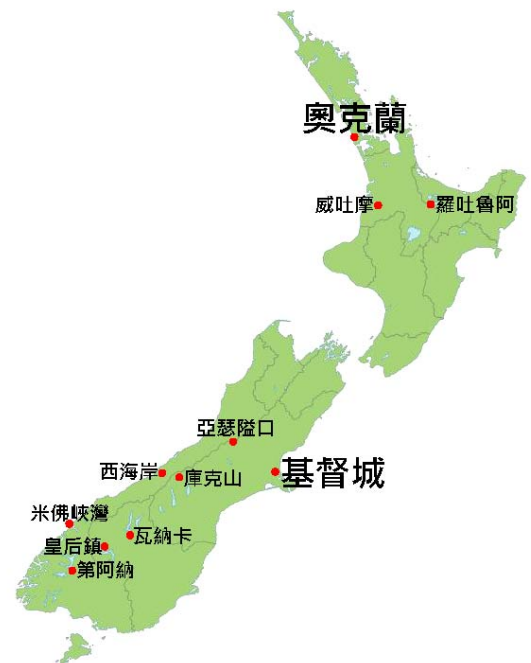 奧克蘭
威吐摩
羅吐魯阿
亞瑟隘口
西海岸
庫克山
基督城
米佛峽灣
瓦納卡
皇后鎮
第阿納